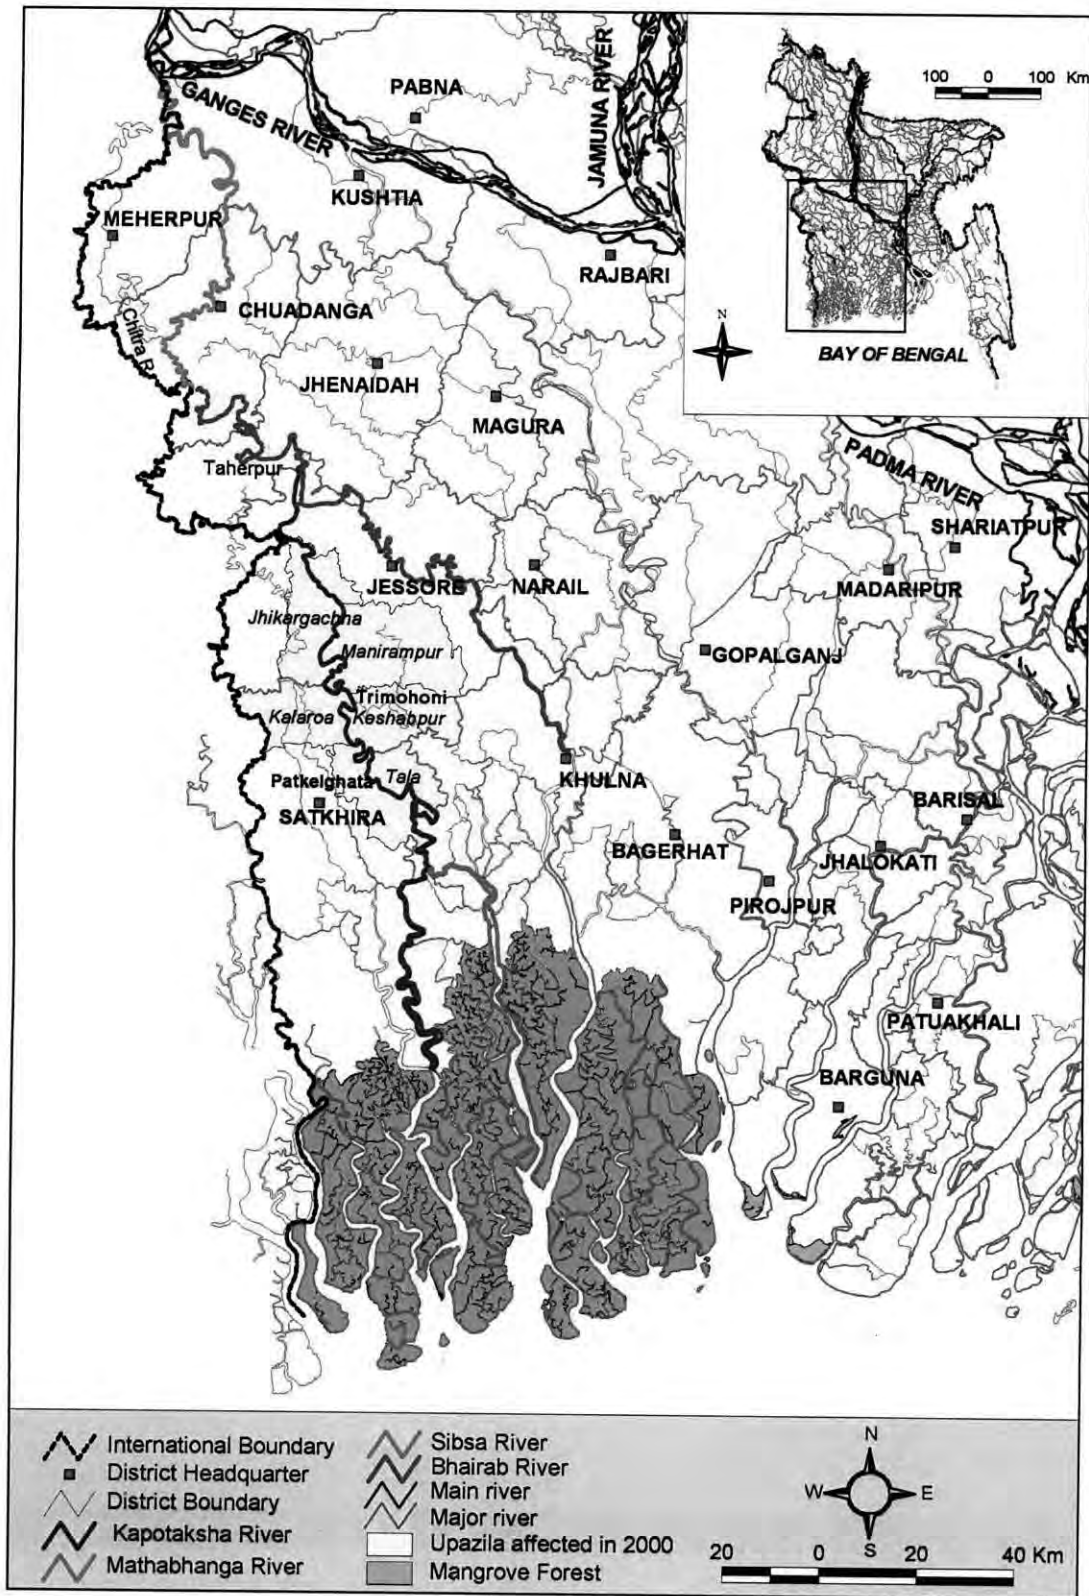 PABNA
GANGES RIVER
JAMUNA RIVER
100 0 100 Km
KUSHTIA
MEHERPUR
RAJBARI
CHUADANGA
Chitra R.
N
BAY OF BENGAL
JHENAIDAH
MAGURA
Taherpur
PADMA RIVER
SHARIATPUR
JESSORE
NARAIL
MADARIPUR
Jhikargachna
Manirampur
GOPALGANJ
Trimohoni
Kalaroa
Keshabpur
Patkelghata
Tala
KHULNA
SATKHIRA
BARISAL
BAGERHAT
JHALOKATI
PIROJPUR
PATUAKHALI
BARGUNA
International Boundary
District Headquarter
District Boundary
Kapotaksha River
Mathabhanga River
Sibsa River
Bhairab River
Main river
Major river
Upazila affected in 2000
Mangrove Forest
N
W E
S
20 0 20 40 Km